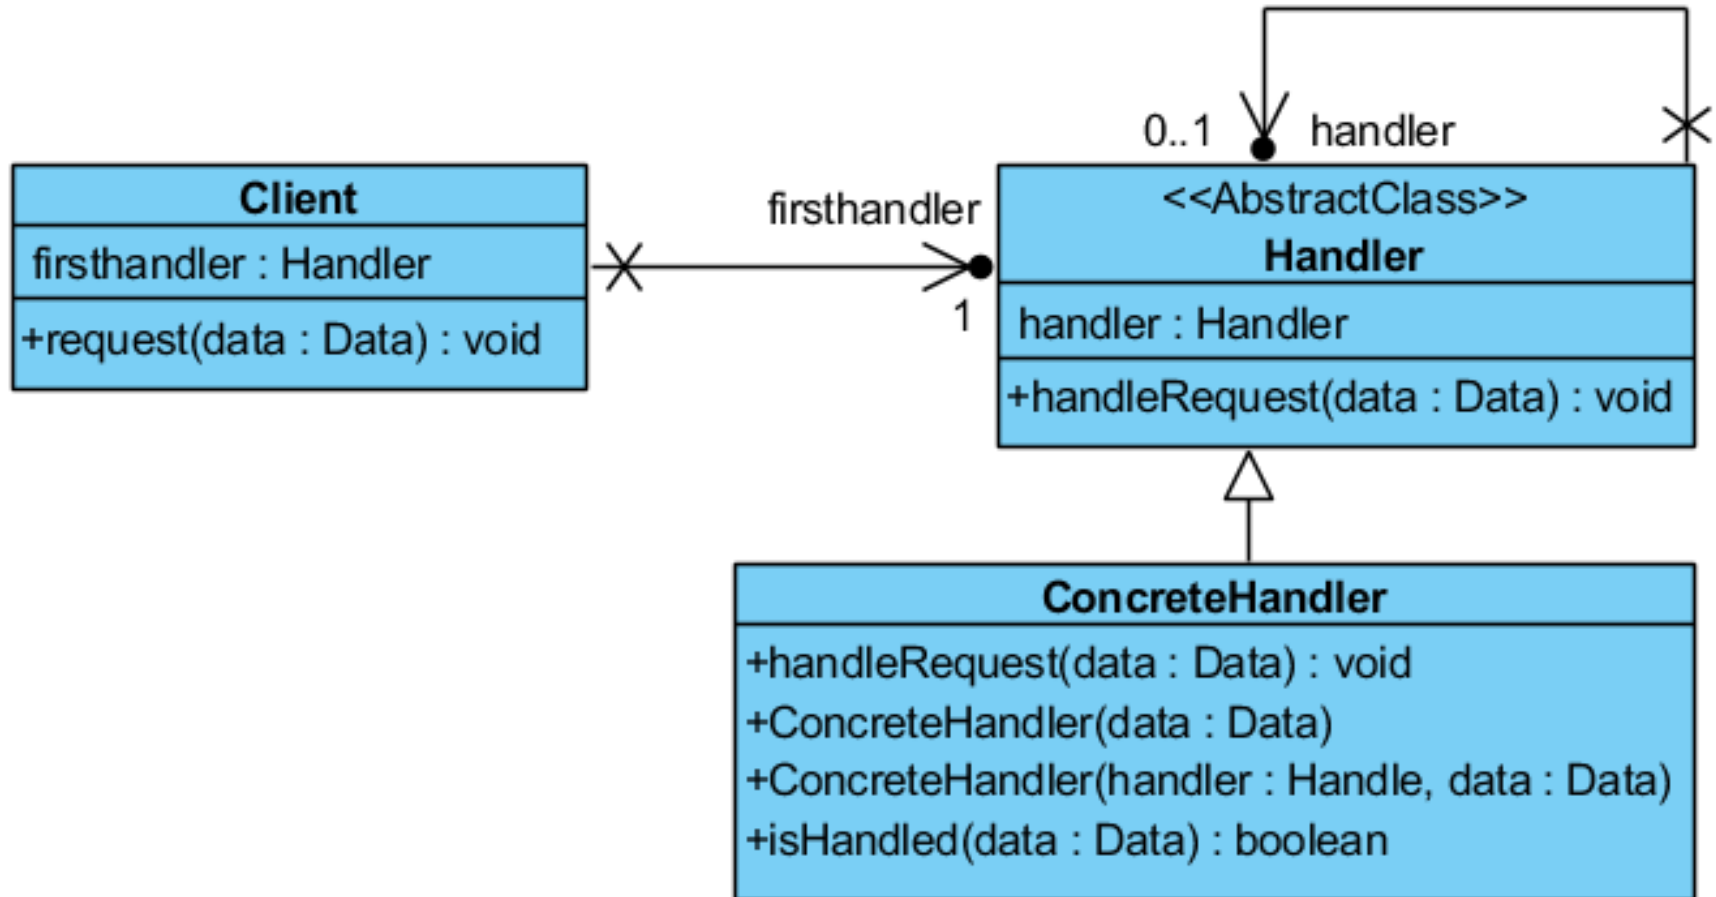 0..1 handler
Client
firsthandler : Handler
+request(data : Data) : void
firsthandler
1
<<AbstractClass>>
Handler
handler : Handler
+handleRequest(data : Data) : void
ConcreteHandler
+handleRequest(data : Data) : void
+ConcreteHandler(data : Data)
+ConcreteHandler(handler : Handle, data : Data)
+isHandled(data : Data) : boolean